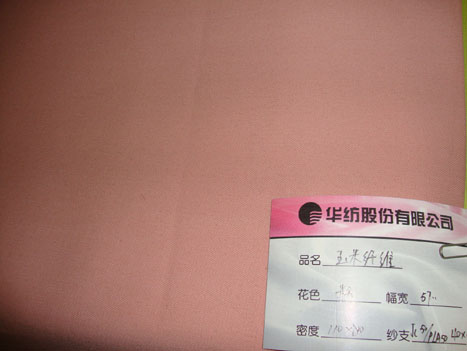 华纺股份有限公司
品名 玉米纤维
花色 幅宽 57"
密度 纱支